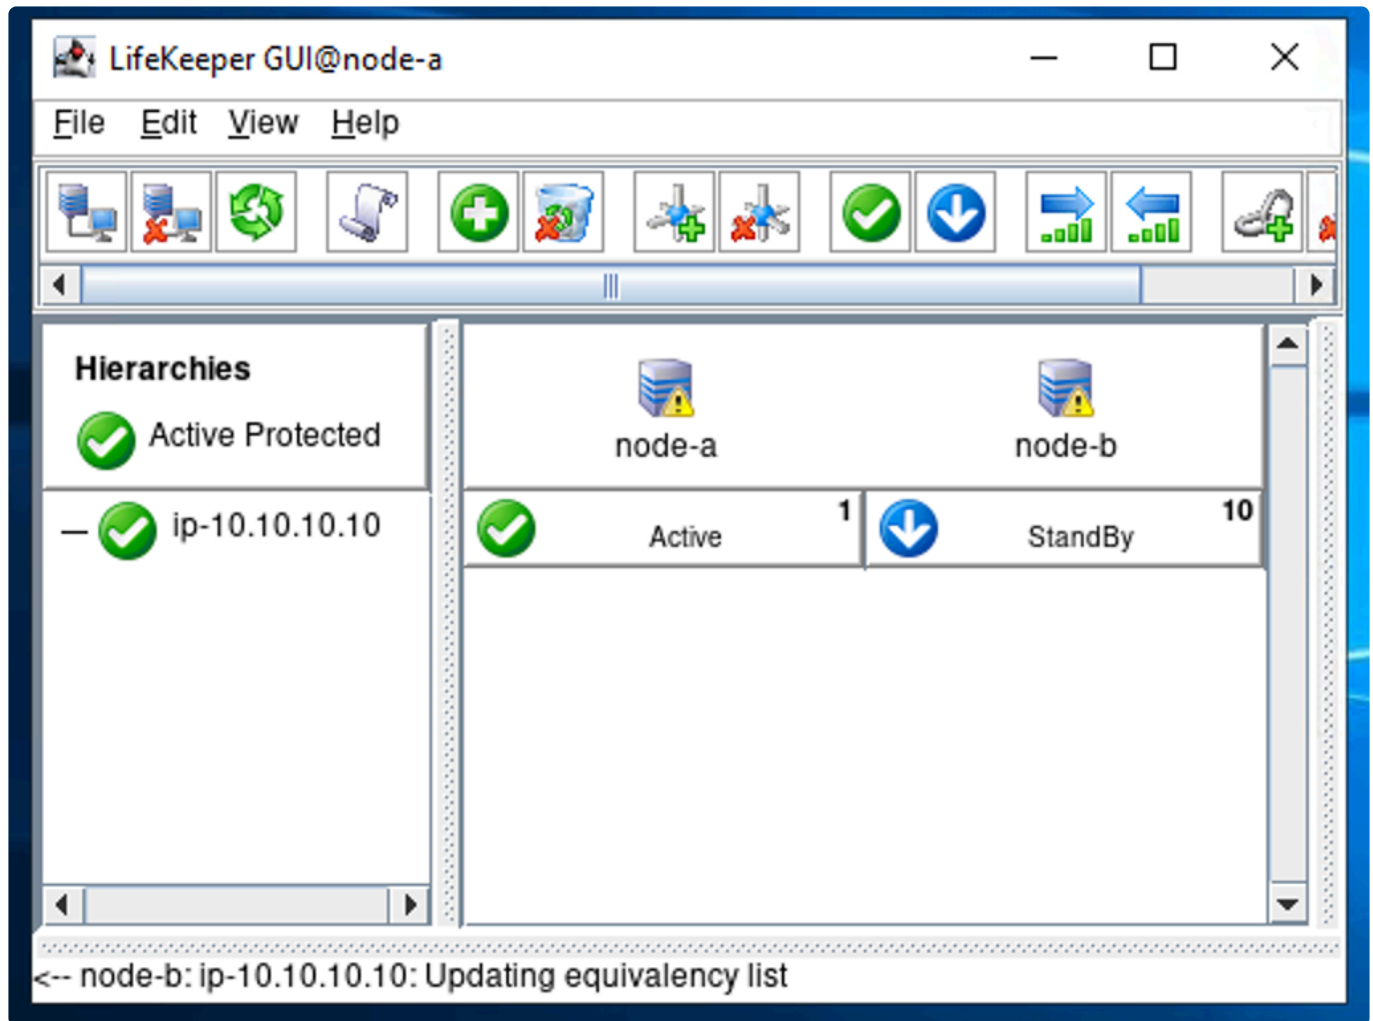 LifeKeeper GUI@node-a
File Edit View Help
Hierarchies
Active Protected
node-a node-b
ip-10.10.10.10
Active 1 StandBy 10
<-- node-b: ip-10.10.10.10: Updating equivalency list